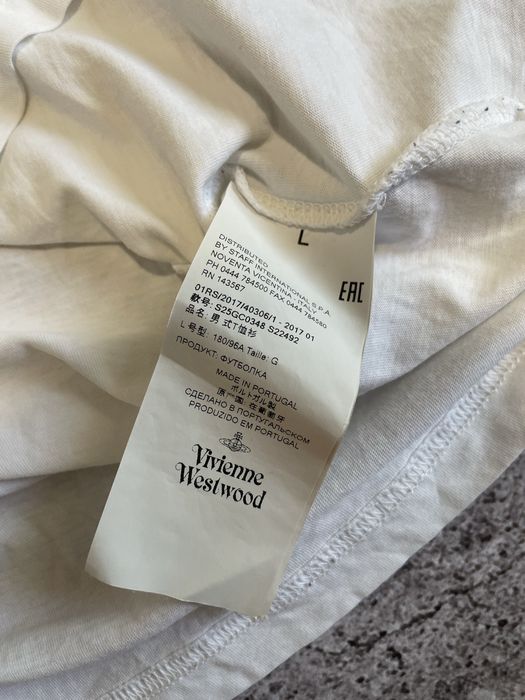 L
EAC
DISTRIBUTED
BY STAFF INTERNATIONAL S.P.A
NOVENTA VICENTINA, ITALY
PH 0444 784500 FAX 0444 784580
RN 143567
01RS/2017/40306/1 . 2017 01
款号: S25GC0348 S22492
品名: 男 式T恤衫
L 号型: 180/96A Taille: G
ПРОДУКТ: ФУТБОЛКА
MADE IN PORTUGAL
ポルトガル製
原产国 在葡萄牙
СДЕЛАНО В ПОРТУГАЛЬСКОМ
PRODUZIDO EM PORTUGAL
Vivienne
Westwood